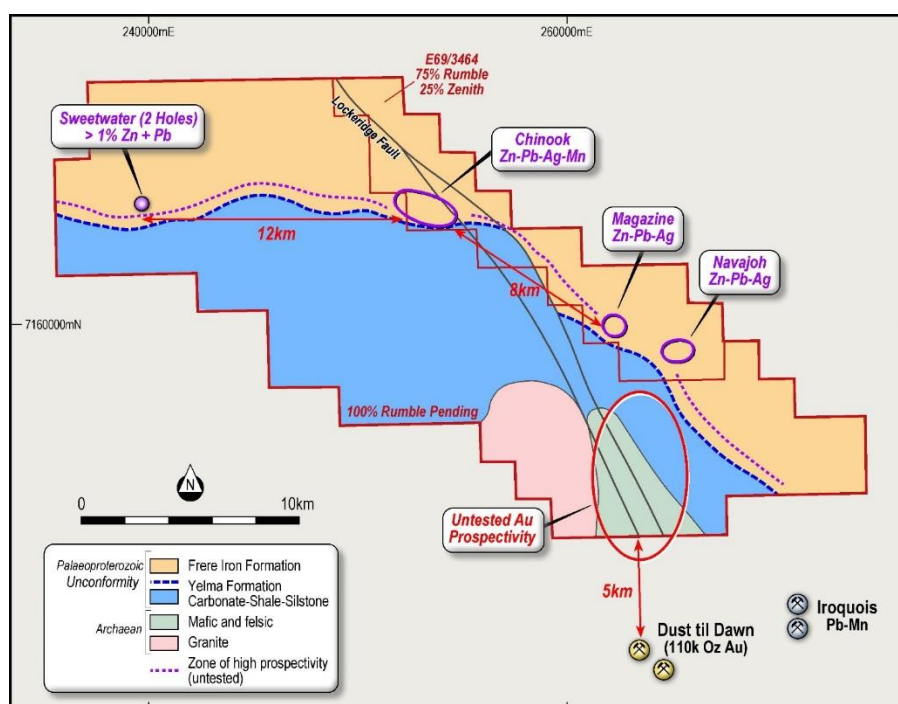 240000mE
260000mE
E69/3464
75% Rumble
25% Zenith
Lockeridge Fault
Sweetwater (2 Holes)
> 1% Zn + Pb
Chinook
Zn-Pb-Ag-Mn
12km
Magazine
Zn-Pb-Ag
Navajoh
Zn-Pb-Ag
8km
7160000mN
100% Rumble Pending
N
0
10km
Untested Au
Prospectivity
5km
Palaeoproterozoic
Frere Iron Formation
Unconformity
Yelma Formation
Carbonate-Shale-Silstone
Archaean
Mafic and felsic
Granite
Zone of high prospectivity
(untested)
Dust til Dawn
(110k Oz Au)
Iroquois
Pb-Mn